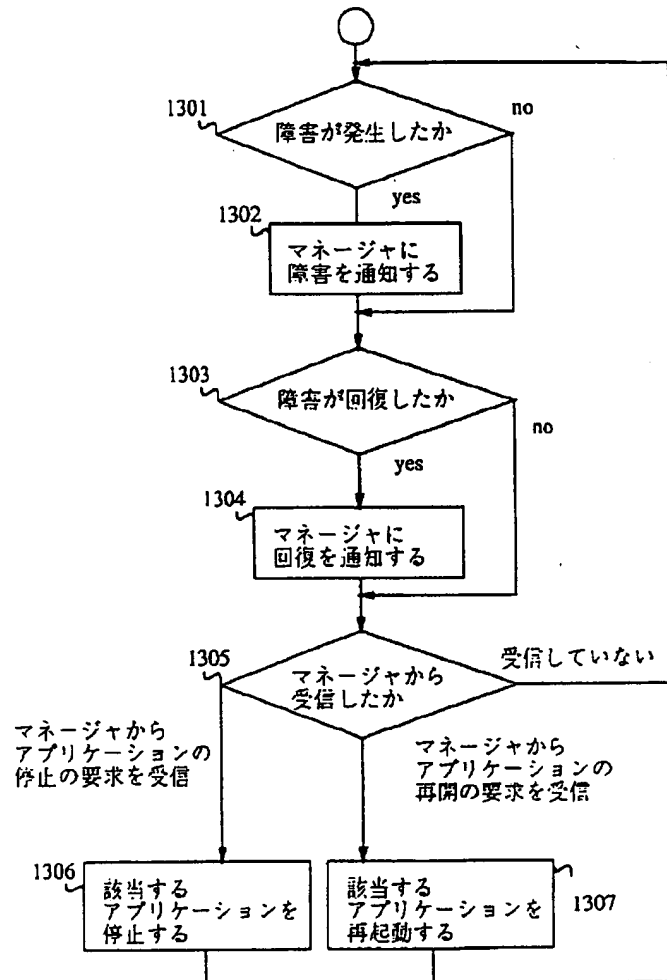 1301
障害が発生したか
no
yes
1302
マネージャに
障害を通知する
1303
障害が回復したか
no
yes
1304
マネージャに
回復を通知する
1305
マネージャから
受信したか
受信していない
マネージャから
アプリケーションの
停止の要求を受信
マネージャから
アプリケーションの
再開の要求を受信
1306
該当する
アプリケーションを
停止する
該当する
アプリケーションを
再起動する
1307